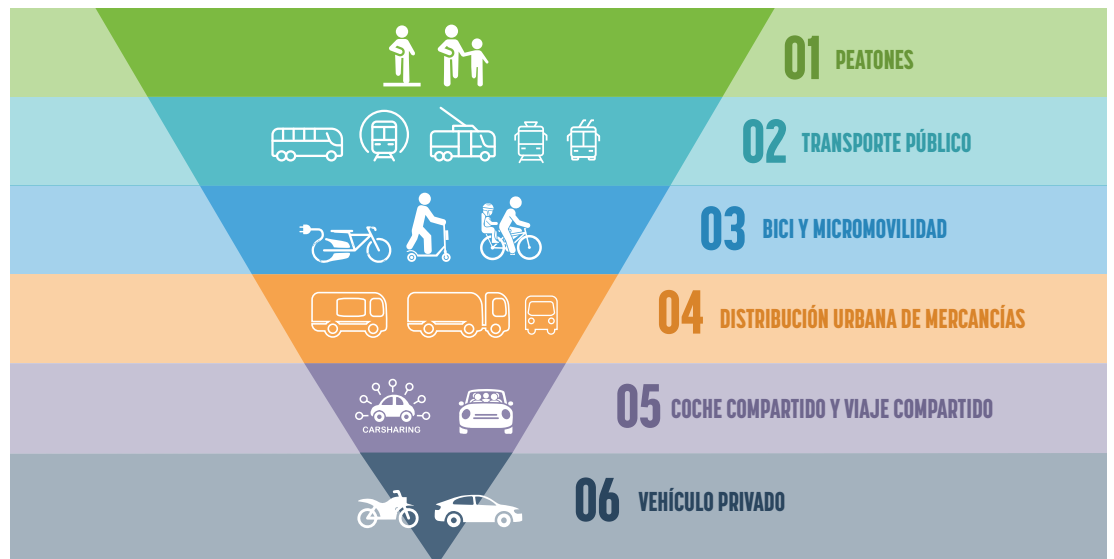 01 PEATONES
02 TRANSPORTE PÚBLICO
03 BICI Y MICROMOVILIDAD
04 DISTRIBUCIÓN URBANA DE MERCANCÍAS
CARSHARING
05 COCHE COMPARTIDO Y VIAJE COMPARTIDO
06 VEHÍCULO PRIVADO